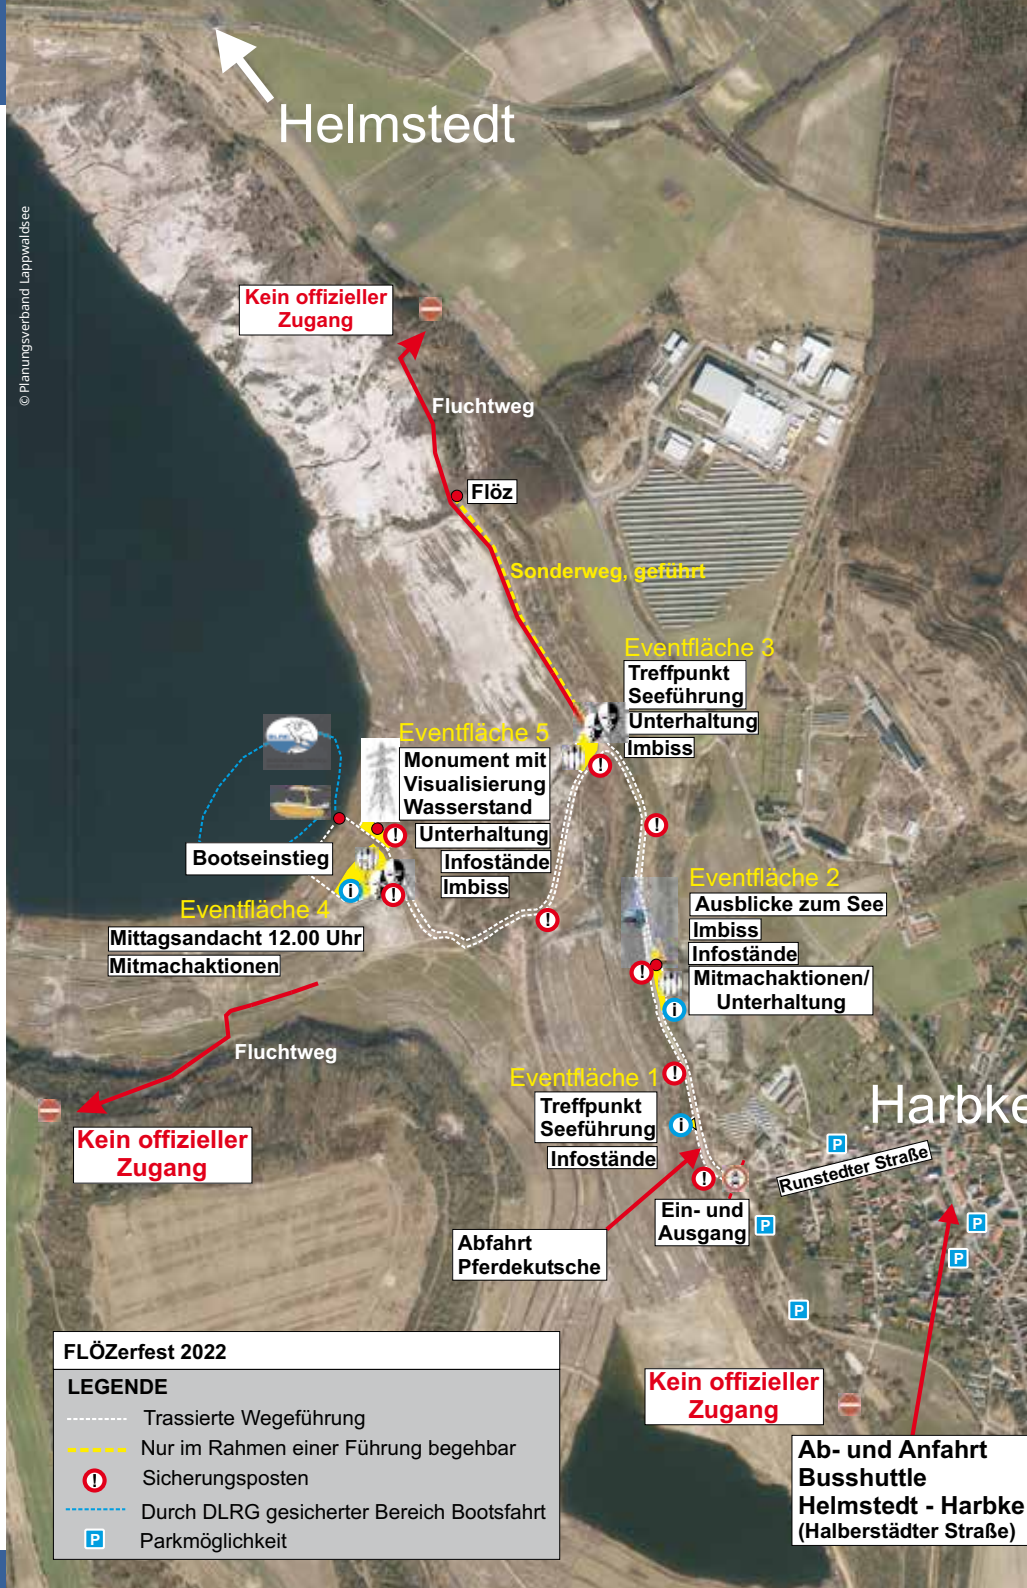 Helmstedt
© Planungsverband Lappwaldsee
Kein offizieller
Zugang
Fluchtweg
Flöz
Sonderweg, geführt
Eventfläche 3
Treffpunkt
Seeführung
Unterhaltung
Imbiss
Eventfläche 5
Monument mit
Visualisierung
Wasserstand
Unterhaltung
Infostände
Imbiss
Bootseinstieg
Eventfläche 4
Mittagsandacht 12.00 Uhr
Mitmachaktionen
Eventfläche 2
Ausblicke zum See
Imbiss
Infostände
Mitmachaktionen/
Unterhaltung
Fluchtweg
Kein offizieller
Zugang
Eventfläche 1
Treffpunkt
Seeführung
Infostände
Harbke
Runstedter Straße
Ein- und
Ausgang
Abfahrt
Pferdekutsche
Kein offizieller
Zugang
Ab- und Anfahrt
Busshuttle
Helmstedt - Harbke
(Halberstädter Straße)
FLÖZerfest 2022
LEGENDE
Trassierte Wegeführung
Nur im Rahmen einer Führung begehbar
! Sicherungsposten
Durch DLRG gesicherter Bereich Bootsfahrt
P Parkmöglichkeit